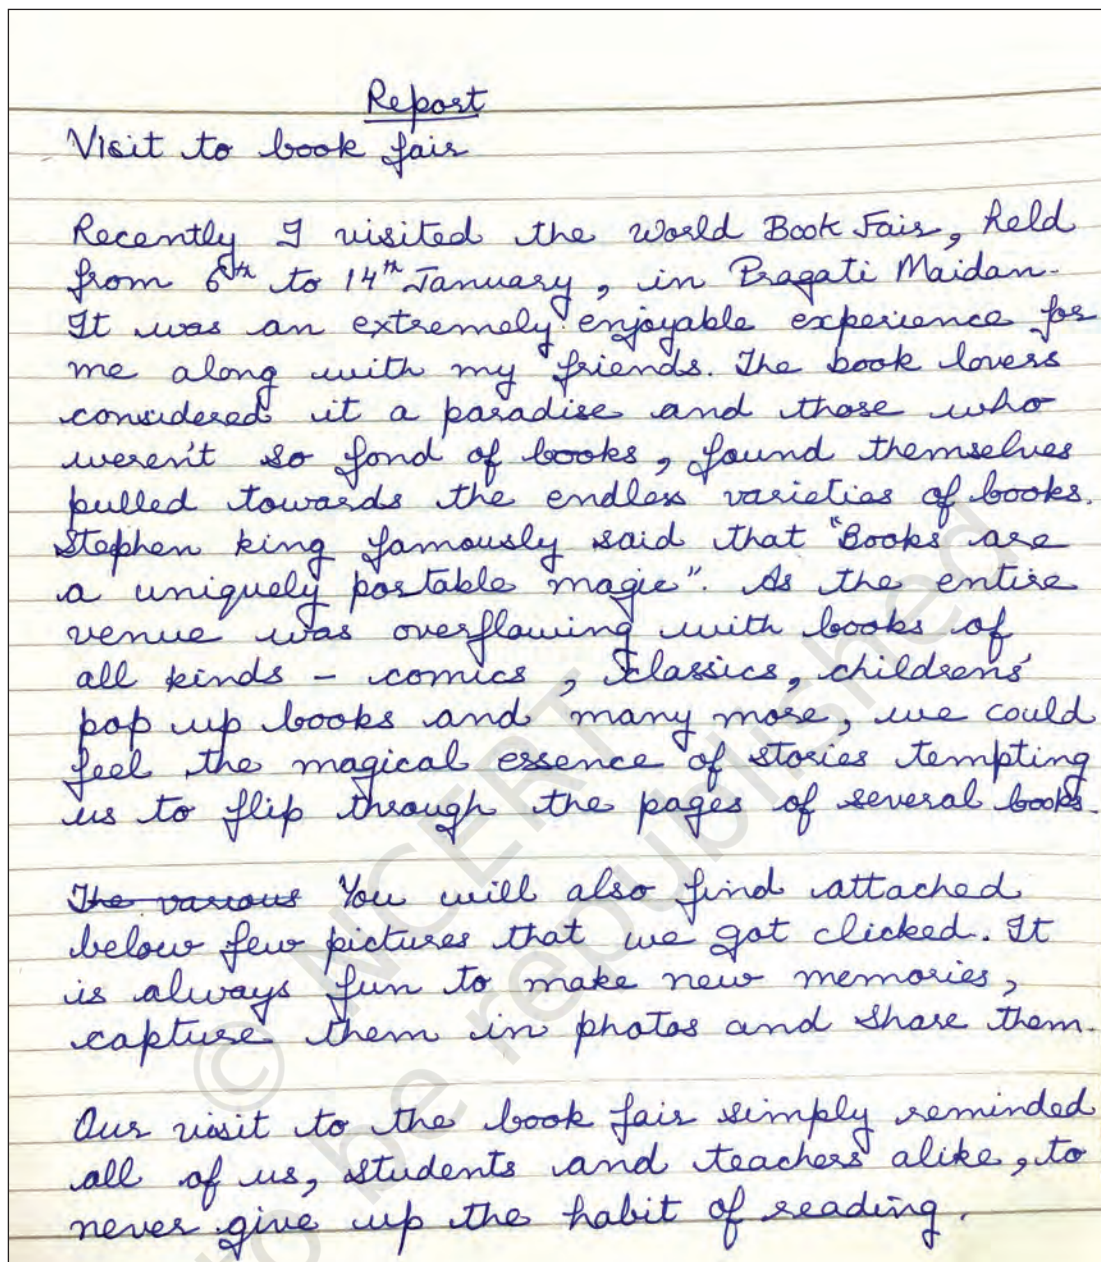 Report
Visit to book fair
Recently I visited the World Book Fair, held
from 6th to 14th January, in Pragati Maidan.
It was an extremely enjoyable experience for
me along with my friends. The book lovers
considered it a paradise and those who
weren't so fond of books, found themselves
pulled towards the endless varieties of books.
Stephen king famously said that "Books are
a uniquely portable magic". As the entire
venue was overflowing with books of
all kinds - comics, classics, childrens'
pop up books and many more, we could
feel the magical essence of stories tempting
us to flip through the pages of several books.
The various You will also find attached
below few pictures that we got clicked. It
is always fun to make new memories,
capture them in photos and share them.
Our visit to the book fair simply reminded
all of us, students and teachers alike, to
never give up the habit of reading.
© NCERT
to be republished